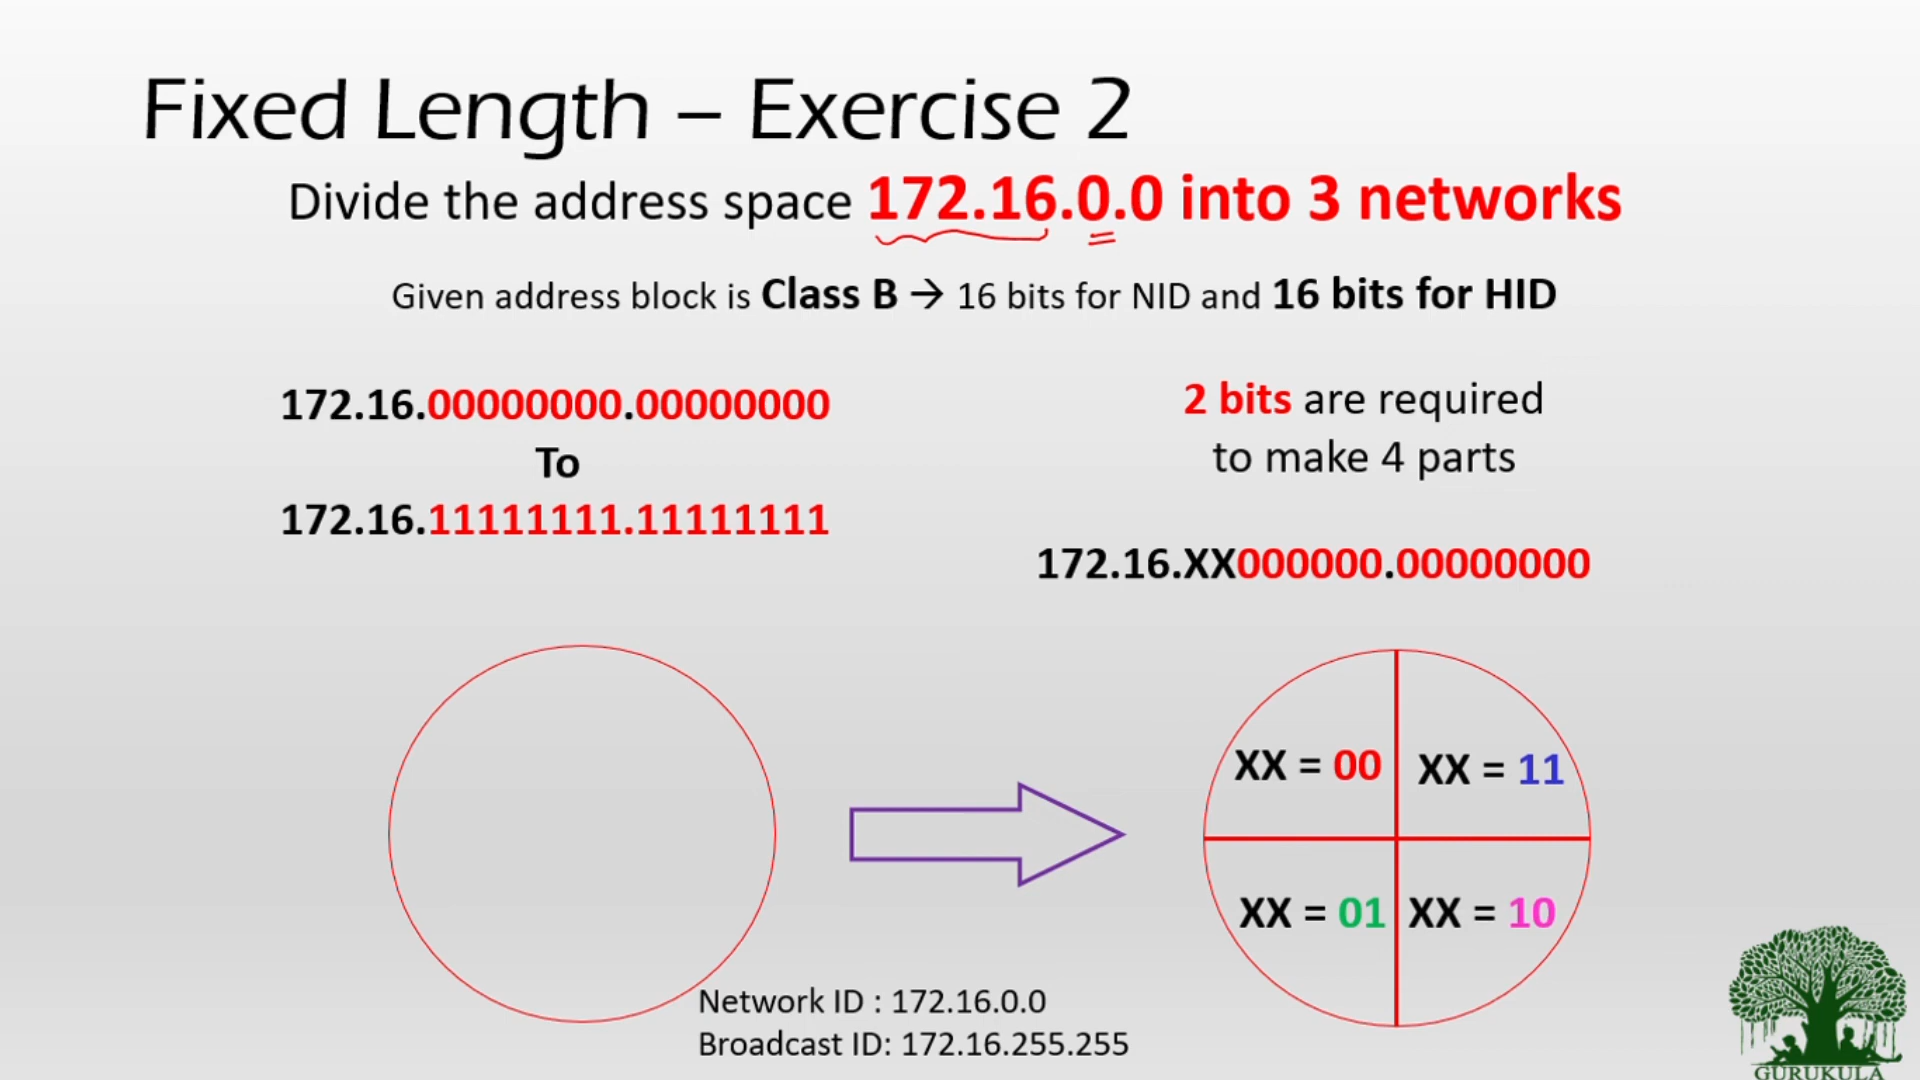 Fixed Length – Exercise 2
Divide the address space 172.16.0.0 into 3 networks
Given address block is Class B → 16 bits for NID and 16 bits for HID
172.16.00000000.00000000
To
172.16.11111111.11111111
2 bits are required
to make 4 parts
172.16.XX000000.00000000
XX = 00
XX = 11
XX = 01
XX = 10
Network ID : 172.16.0.0
Broadcast ID: 172.16.255.255
GURUKULA